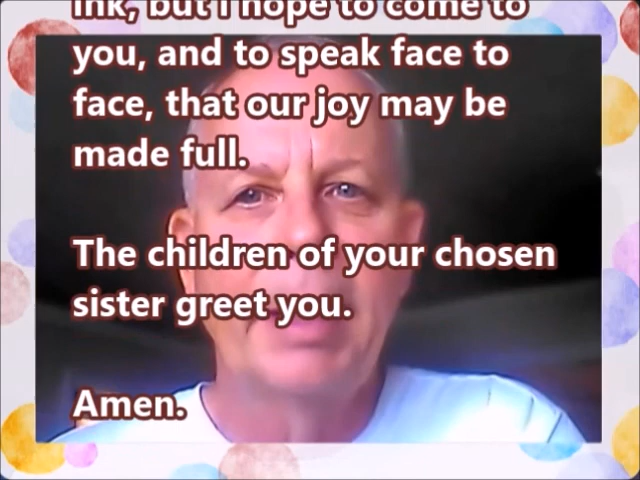 ink, but i hope to come to
you, and to speak face to
face, that our joy may be
made full.
The children of your chosen
sister greet you.
Amen.